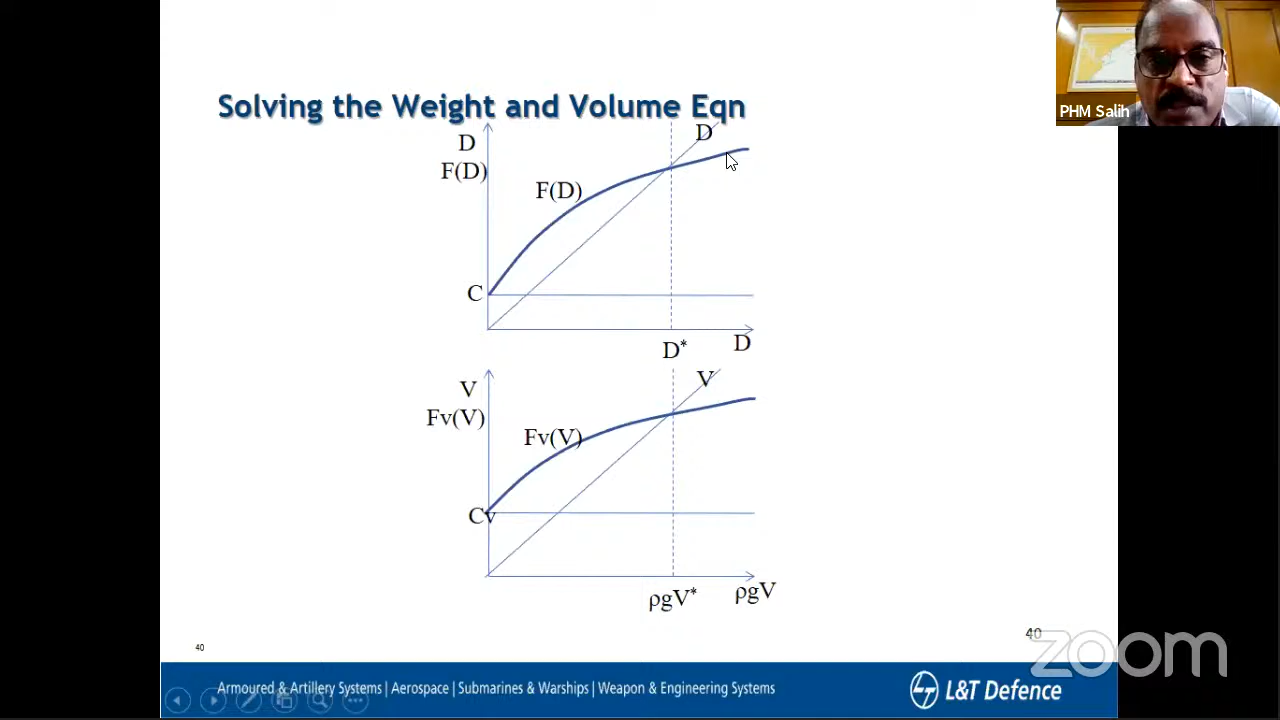 Solving the Weight and Volume Eqn
D
F(D)
F(D)
D
C
D*
D
V
Fv(V)
Fv(V)
V
Cv
ρgV*
ρgV
40
40
Armoured & Artillery Systems | Aerospace | Submarines & Warships | Weapon & Engineering Systems
L&T Defence
PHM Salih
zoom